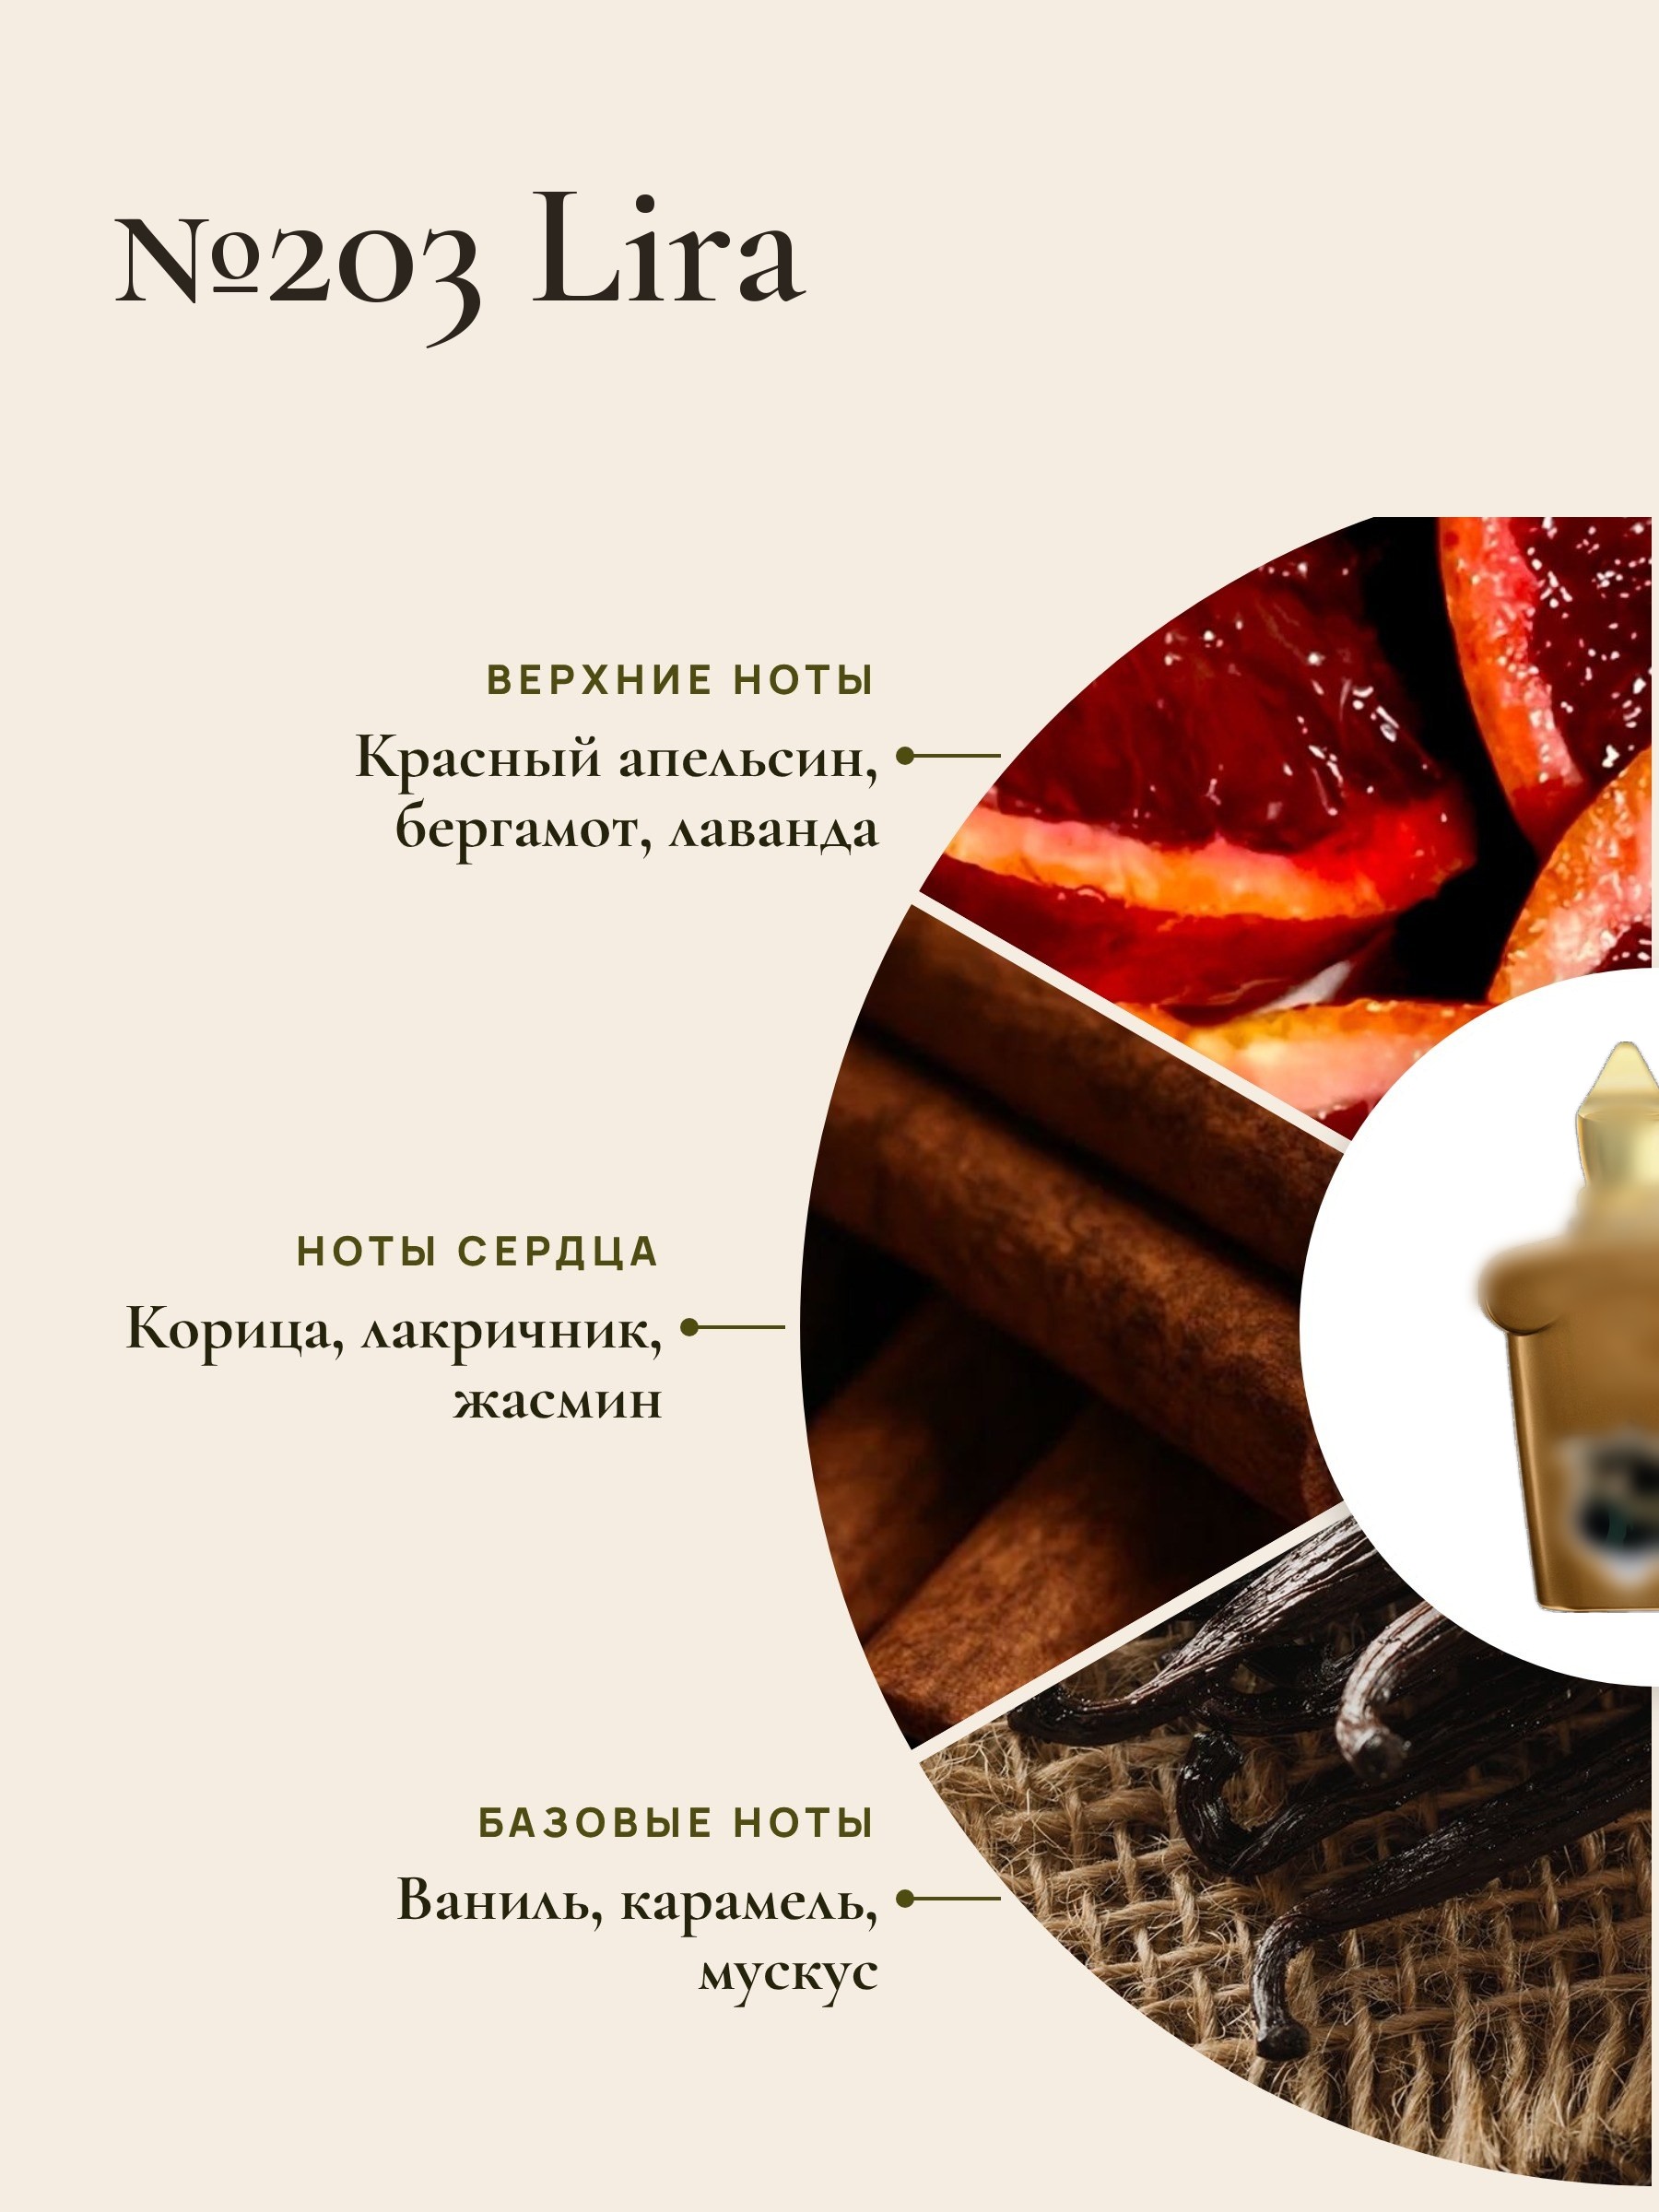 №203 Lira
ВЕРХНИЕ НОТЫ
Красный апельсин,
бергамот, лаванда
НОТЫ СЕРДЦА
Корица, лакричник,
жасмин
БАЗОВЫЕ НОТЫ
Ваниль, карамель,
мускус